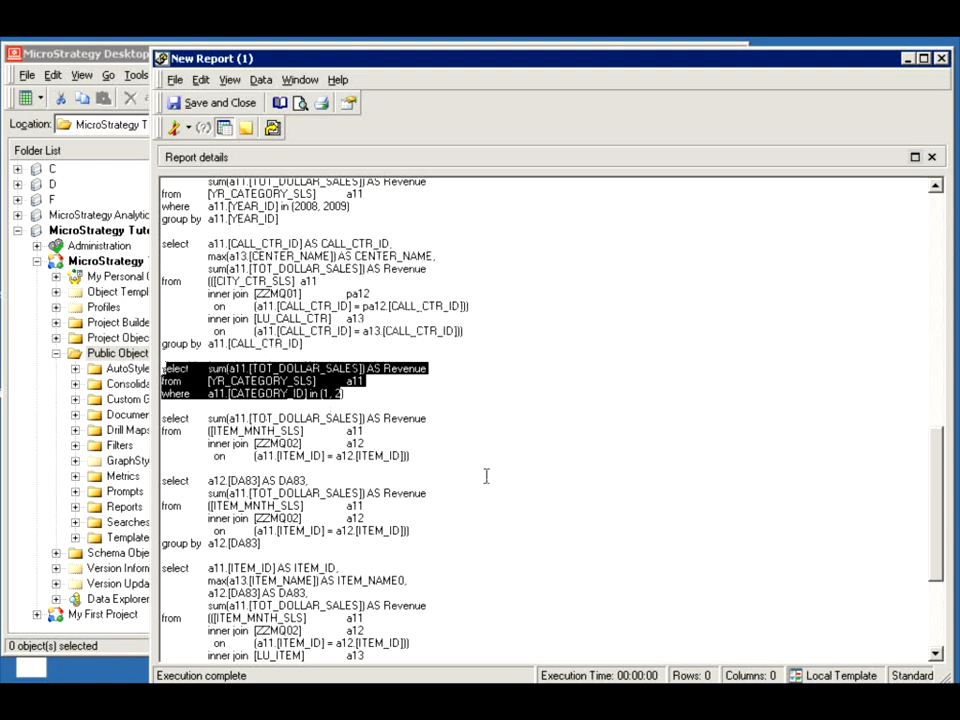 MicroStrategy Desktop
New Report (1)
File Edit View Go Tools
File Edit View Data Window Help
Save and Close
Location: MicroStrategy T
Folder List
Report details
C
D
F
MicroStrategy Analytic
MicroStrategy Tuto
Administration
MicroStrategy
My Personal
Object Templ
Profiles
Project Builde
Project Objec
Public Object
AutoStyle
Consolida
Custom G
Documen
Drill Maps
Filters
GraphSty
Metrics
Prompts
Reports
Searches
Template
Schema Obje
Version Inform
Version Upda
Data Explorer
My First Project
0 object(s) selected
sum(a11.[TOT_DOLLAR_SALES]) AS Revenue
from [YR_CATEGORY_SLS] a11
where a11.[YEAR_ID] in (2008, 2009)
group by a11.[YEAR_ID]
select a11.[CALL_CTR_ID] AS CALL_CTR_ID,
max(a13.[CENTER_NAME]) AS CENTER_NAME,
sum(a11.[TOT_DOLLAR_SALES]) AS Revenue
from (([CITY_CTR_SLS] a11
inner join [ZZMQ01] pa12
on (a11.[CALL_CTR_ID] = pa12.[CALL_CTR_ID]))
inner join [LU_CALL_CTR] a13
on (a11.[CALL_CTR_ID] = a13.[CALL_CTR_ID]))
group by a11.[CALL_CTR_ID]
select sum(a11.[TOT_DOLLAR_SALES]) AS Revenue
from [YR_CATEGORY_SLS] a11
where a11.[CATEGORY_ID] in (1, 2)
select sum(a11.[TOT_DOLLAR_SALES]) AS Revenue
from ([ITEM_MNTH_SLS] a11
inner join [ZZMQ02] a12
on (a11.[ITEM_ID] = a12.[ITEM_ID]))
select a12.[DA83] AS DA83,
sum(a11.[TOT_DOLLAR_SALES]) AS Revenue
from ([ITEM_MNTH_SLS] a11
inner join [ZZMQ02] a12
on (a11.[ITEM_ID] = a12.[ITEM_ID]))
group by a12.[DA83]
select a11.[ITEM_ID] AS ITEM_ID,
max(a13.[ITEM_NAME]) AS ITEM_NAME0,
a12.[DA83] AS DA83,
sum(a11.[TOT_DOLLAR_SALES]) AS Revenue
from (([ITEM_MNTH_SLS] a11
inner join [ZZMQ02] a12
on (a11.[ITEM_ID] = a12.[ITEM_ID]))
inner join [LU_ITEM] a13
Execution complete
Execution Time: 00:00:00
Rows: 0
Columns: 0
Local Template
Standard